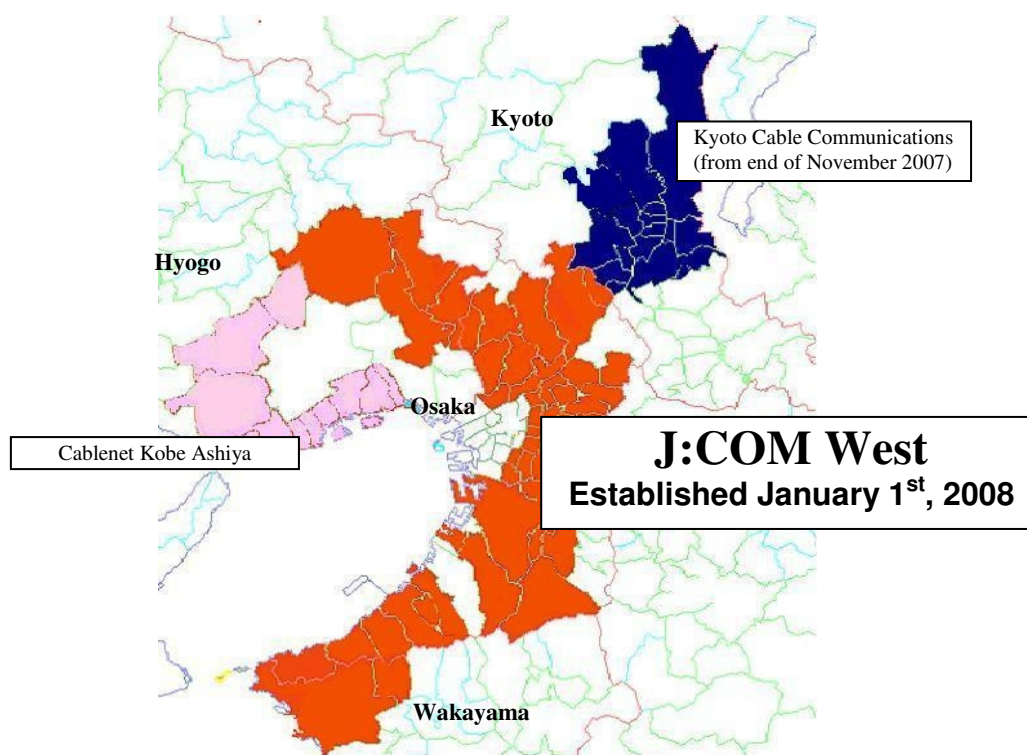 Kyoto
Kyoto Cable Communications
(from end of November 2007)
Hyogo
Osaka
Cablenet Kobe Ashiya
J:COM West
Established January 1st, 2008
Wakayama